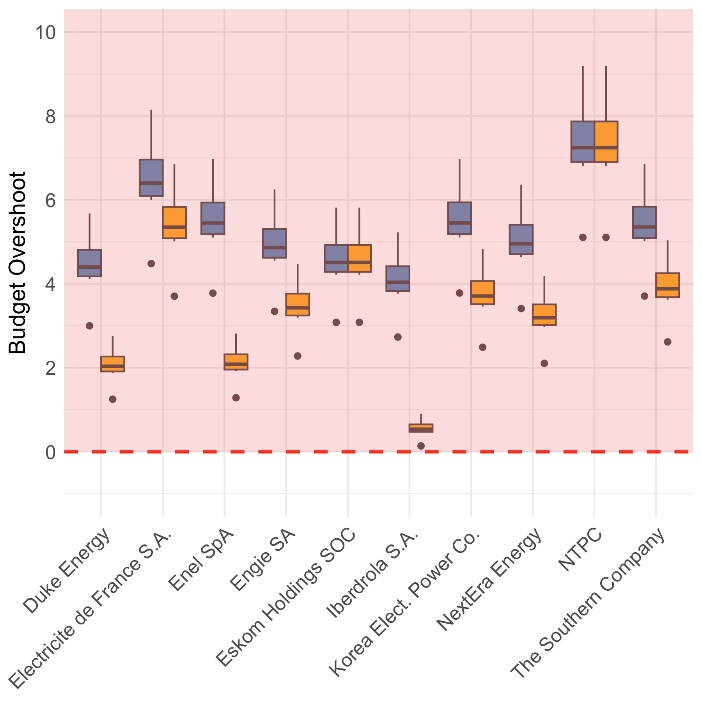 Budget Overshoot
10
8
6
4
2
0
Duke Energy
Electricite de France S.A.
Enel SpA
Engie SA
Eskom Holdings SOC
Iberdrola S.A.
Korea Elect. Power Co.
NextEra Energy
NTPC
The Southern Company